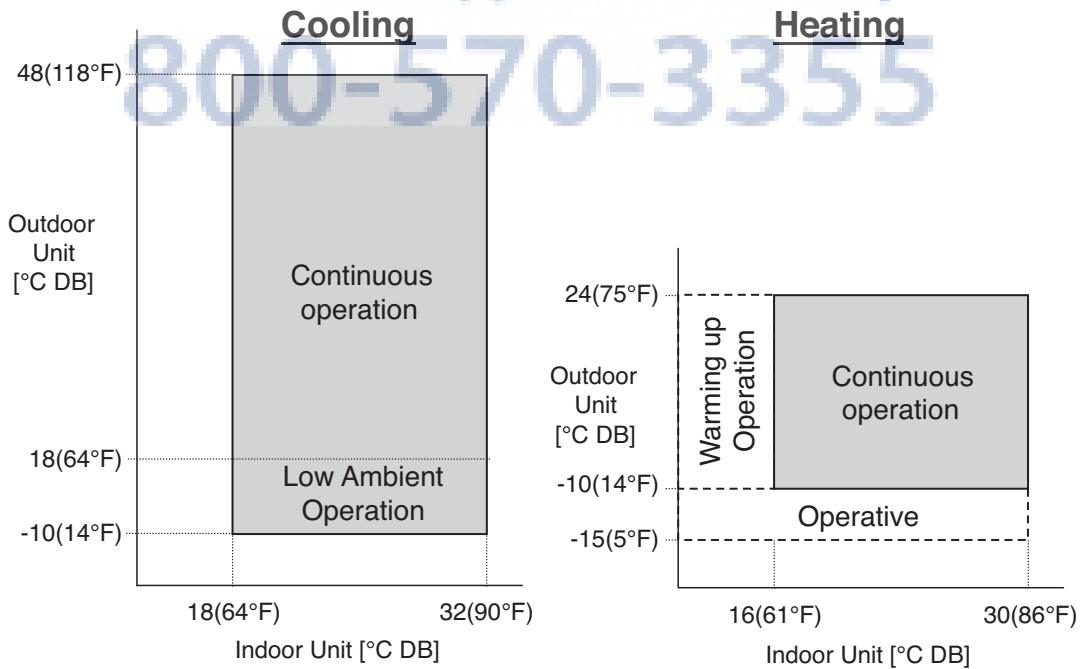 Cooling
Heating
800-570-3355
48(118°F)
Outdoor
Unit
[°C DB]
Continuous
operation
18(64°F)
Low Ambient
Operation
-10(14°F)
18(64°F)
32(90°F)
Indoor Unit [°C DB]
24(75°F)
Outdoor
Unit
[°C DB]
Warming up
Operation
Continuous
operation
-10(14°F)
Operative
-15(5°F)
16(61°F)
30(86°F)
Indoor Unit [°C DB]